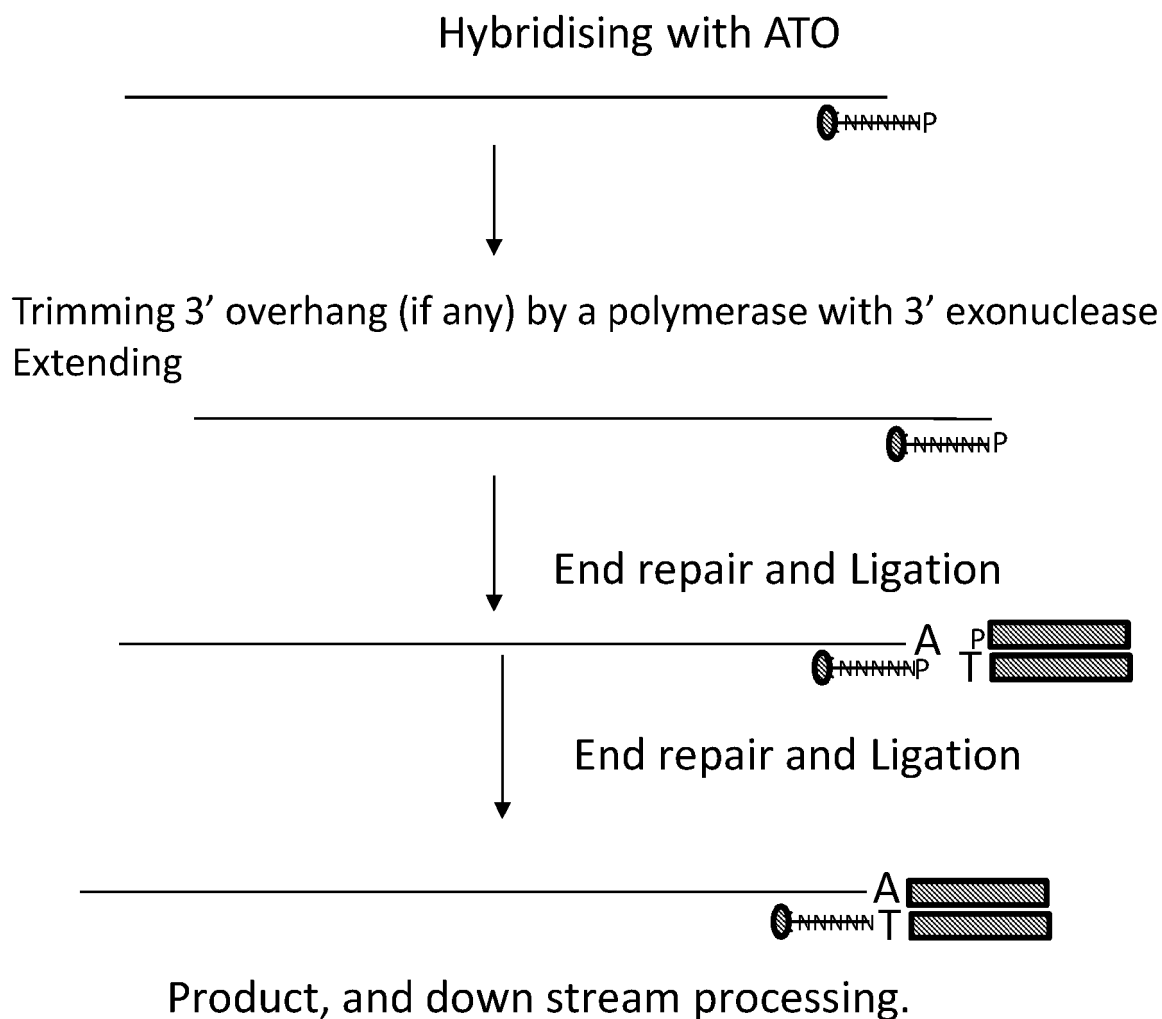 Hybridising with ATO
NNNNNP
Trimming 3’ overhang (if any) by a polymerase with 3’ exonuclease
Extending
NNNNNP
End repair and Ligation
A P
NNNNNP T
End repair and Ligation
A
NNNNNT
Product, and down stream processing.